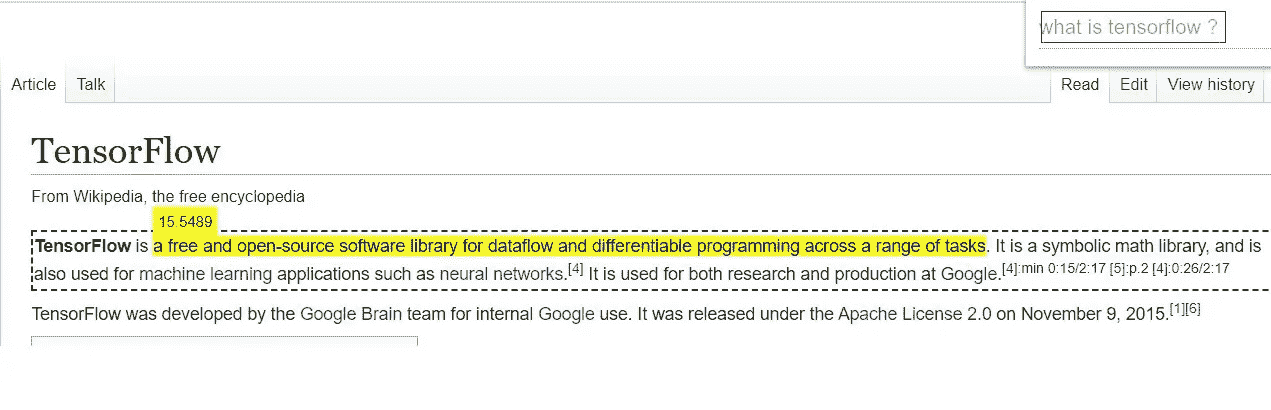 what is tensorflow ?
Article Talk Read Edit View history
TensorFlow
From Wikipedia, the free encyclopedia
15.5489
TensorFlow is a free and open-source software library for dataflow and differentiable programming across a range of tasks. It is a symbolic math library, and is
also used for machine learning applications such as neural networks.[4] It is used for both research and production at Google.[4]:min 0:15/2:17 [5]:p.2 [4]:0:26/2:17
TensorFlow was developed by the Google Brain team for internal Google use. It was released under the Apache License 2.0 on November 9, 2015.[1][6]